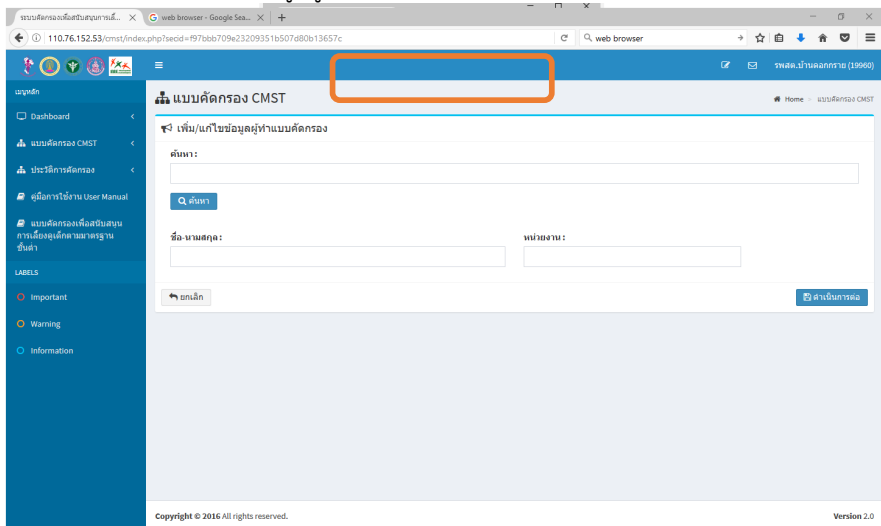 ระบบคัดกรองเพื่อสนับสนุนการเลี้... × G web browser - Google Sea... × +
110.76.152.53/cmst/index.php?secid=f97bbb709e23209351b507d80b13657c web browser
รพสต.บ้านดอกกราย (19960)
เมนูหลัก
แบบคัดกรอง CMST
Home > แบบคัดกรอง CMST
Dashboard
แบบคัดกรอง CMST
ประวัติการคัดกรอง
คู่มือการใช้งาน User Manual
แบบคัดกรองเพื่อสนับสนุน
การเลี้ยงดูเด็กตามมาตรฐาน
ขั้นต่ำ
LABELS
Important
Warning
Information
เพิ่ม/แก้ไขข้อมูลผู้ทำแบบคัดกรอง
ค้นหา :
ค้นหา
ชื่อ-นามสกุล : หน่วยงาน :
ยกเลิก ดำเนินการต่อ
Copyright © 2016 All rights reserved. Version 2.0